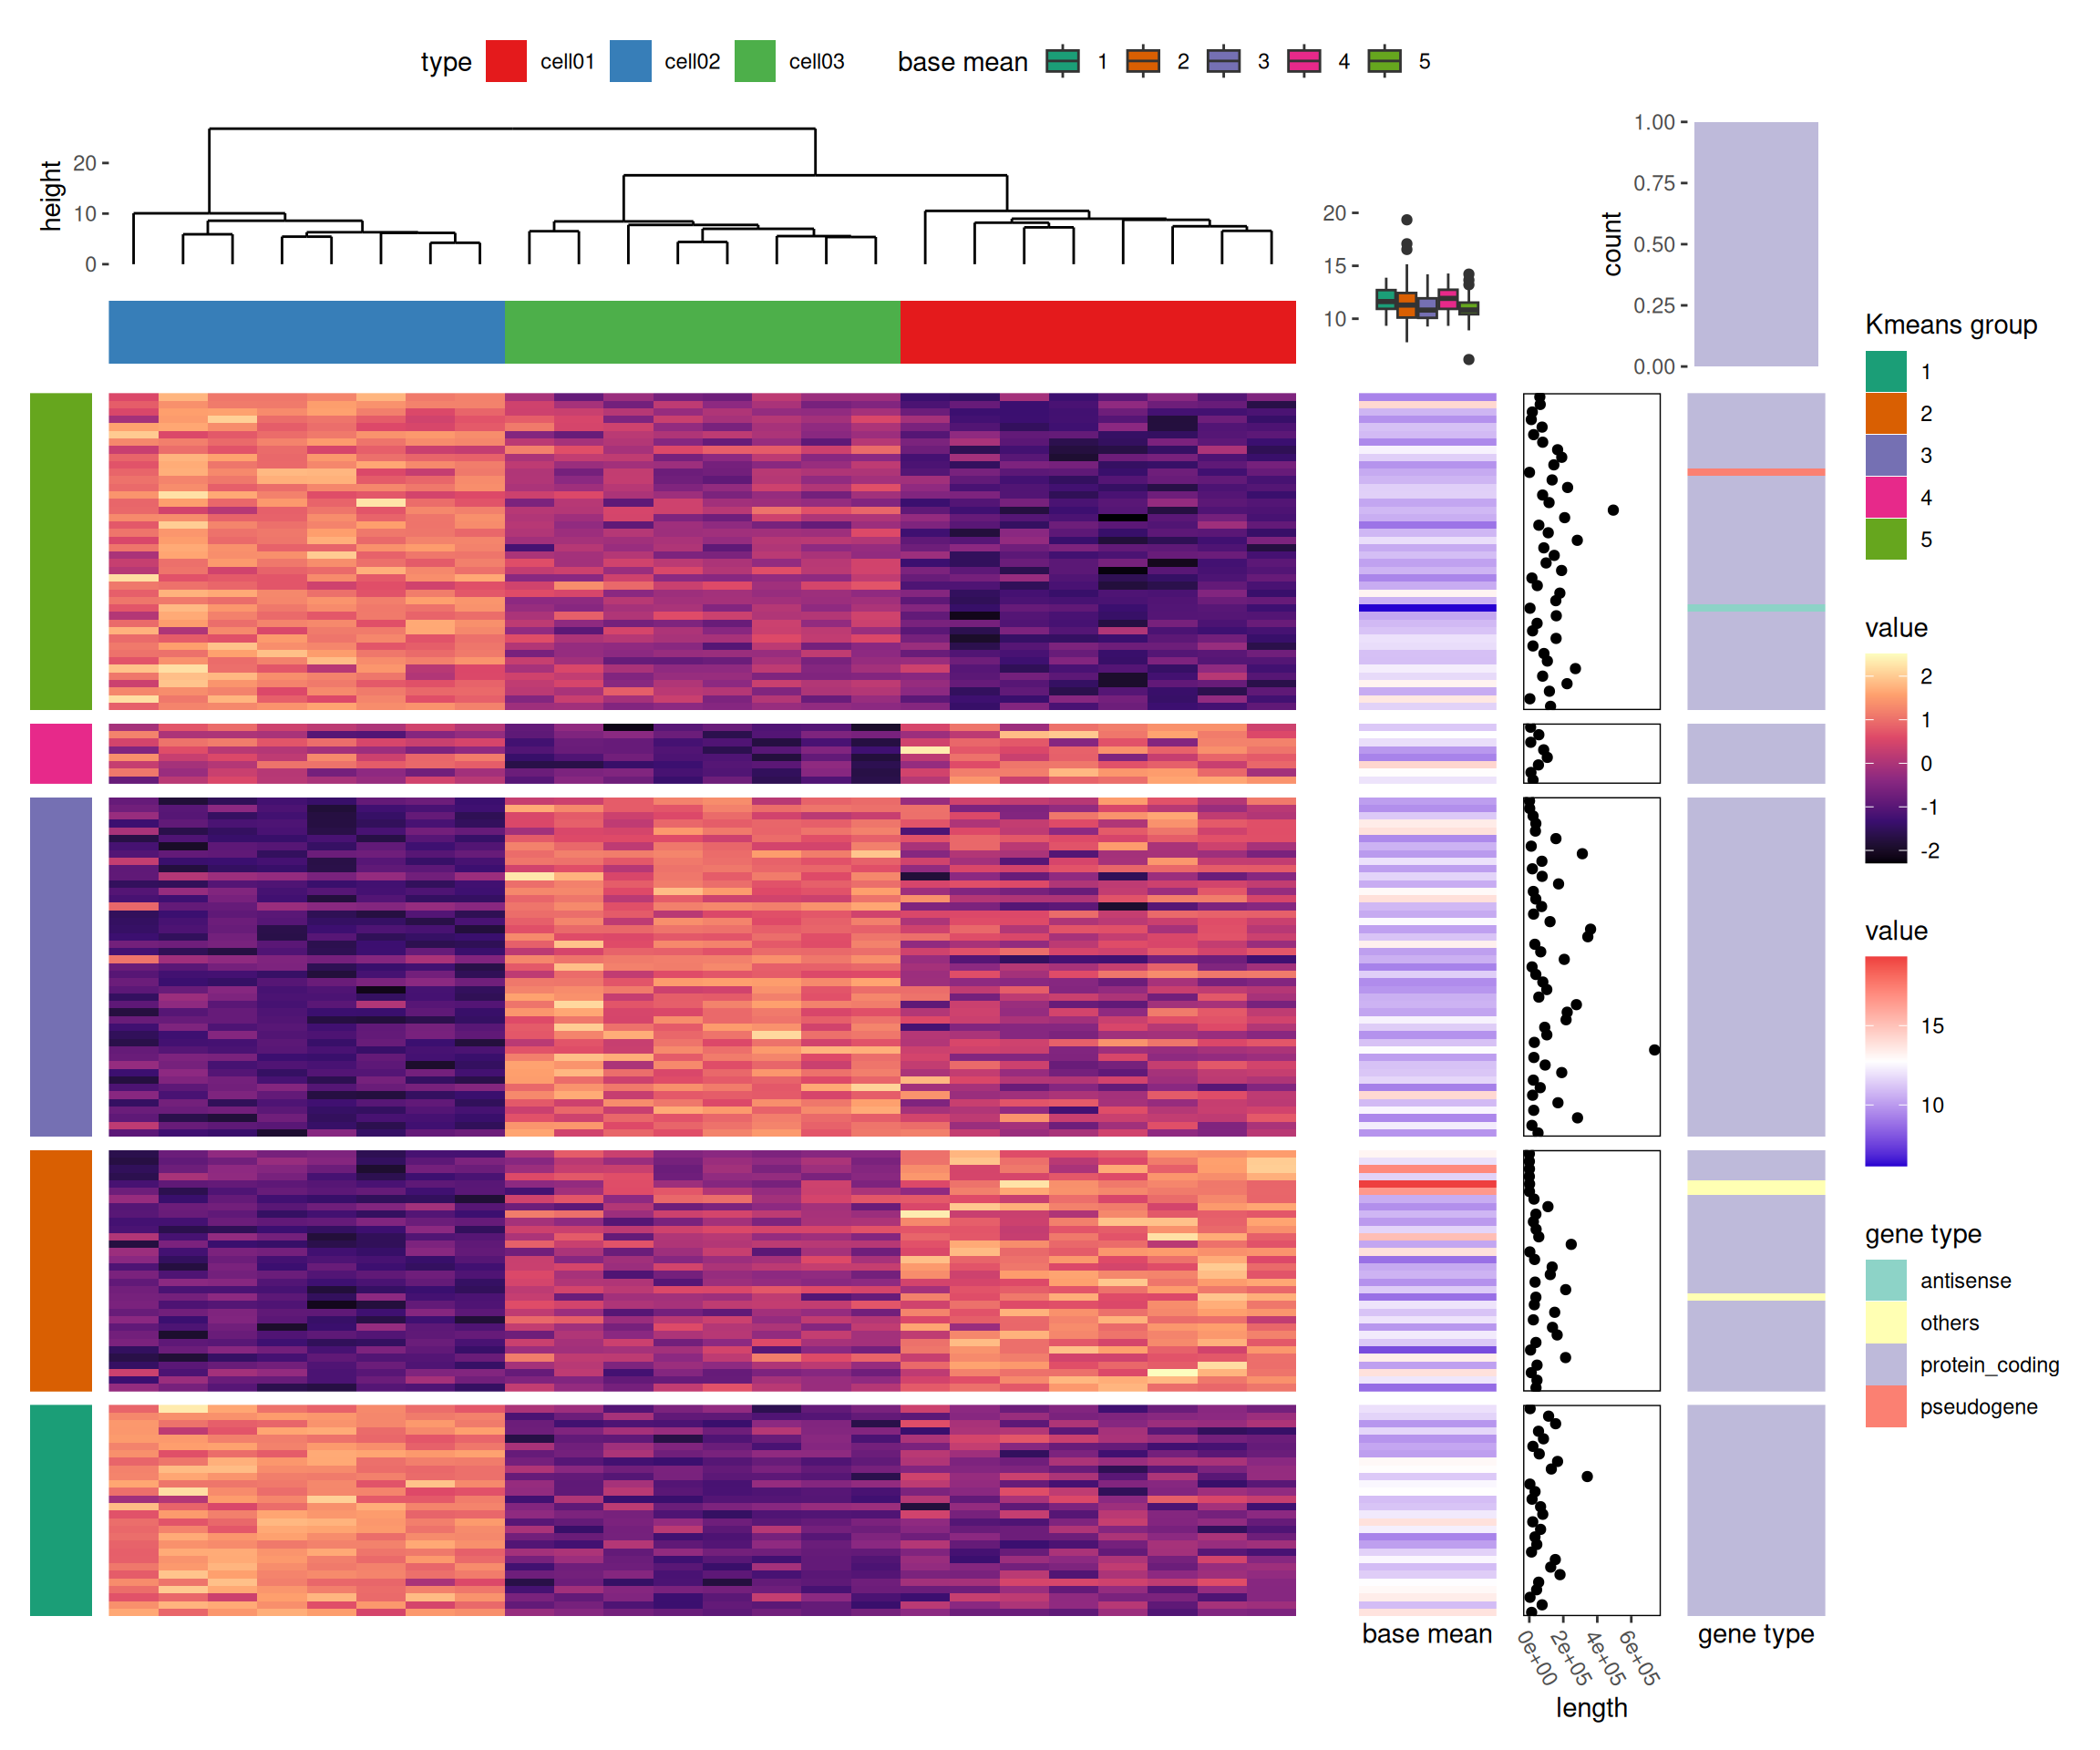 type cell01 cell02 cell03 base mean 1 2 3 4 5
height
20
10
0
20
15
10
count
1.00
0.75
0.50
0.25
0.00
Kmeans group
1
2
3
4
5
value
2
1
0
-1
-2
value
15
10
gene type
antisense
others
protein_coding
pseudogene
base mean
0e+00 2e+05 4e+05 6e+05
length
gene type